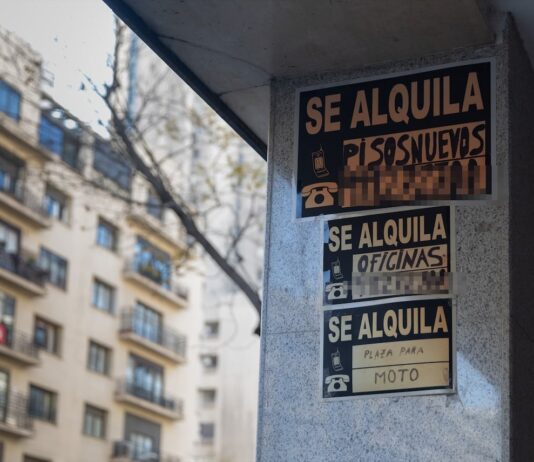 SE ALQUILA
PISOS NUEVOS
SE ALQUILA
OFICINAS
SE ALQUILA
PLAZA PARA
MOTO